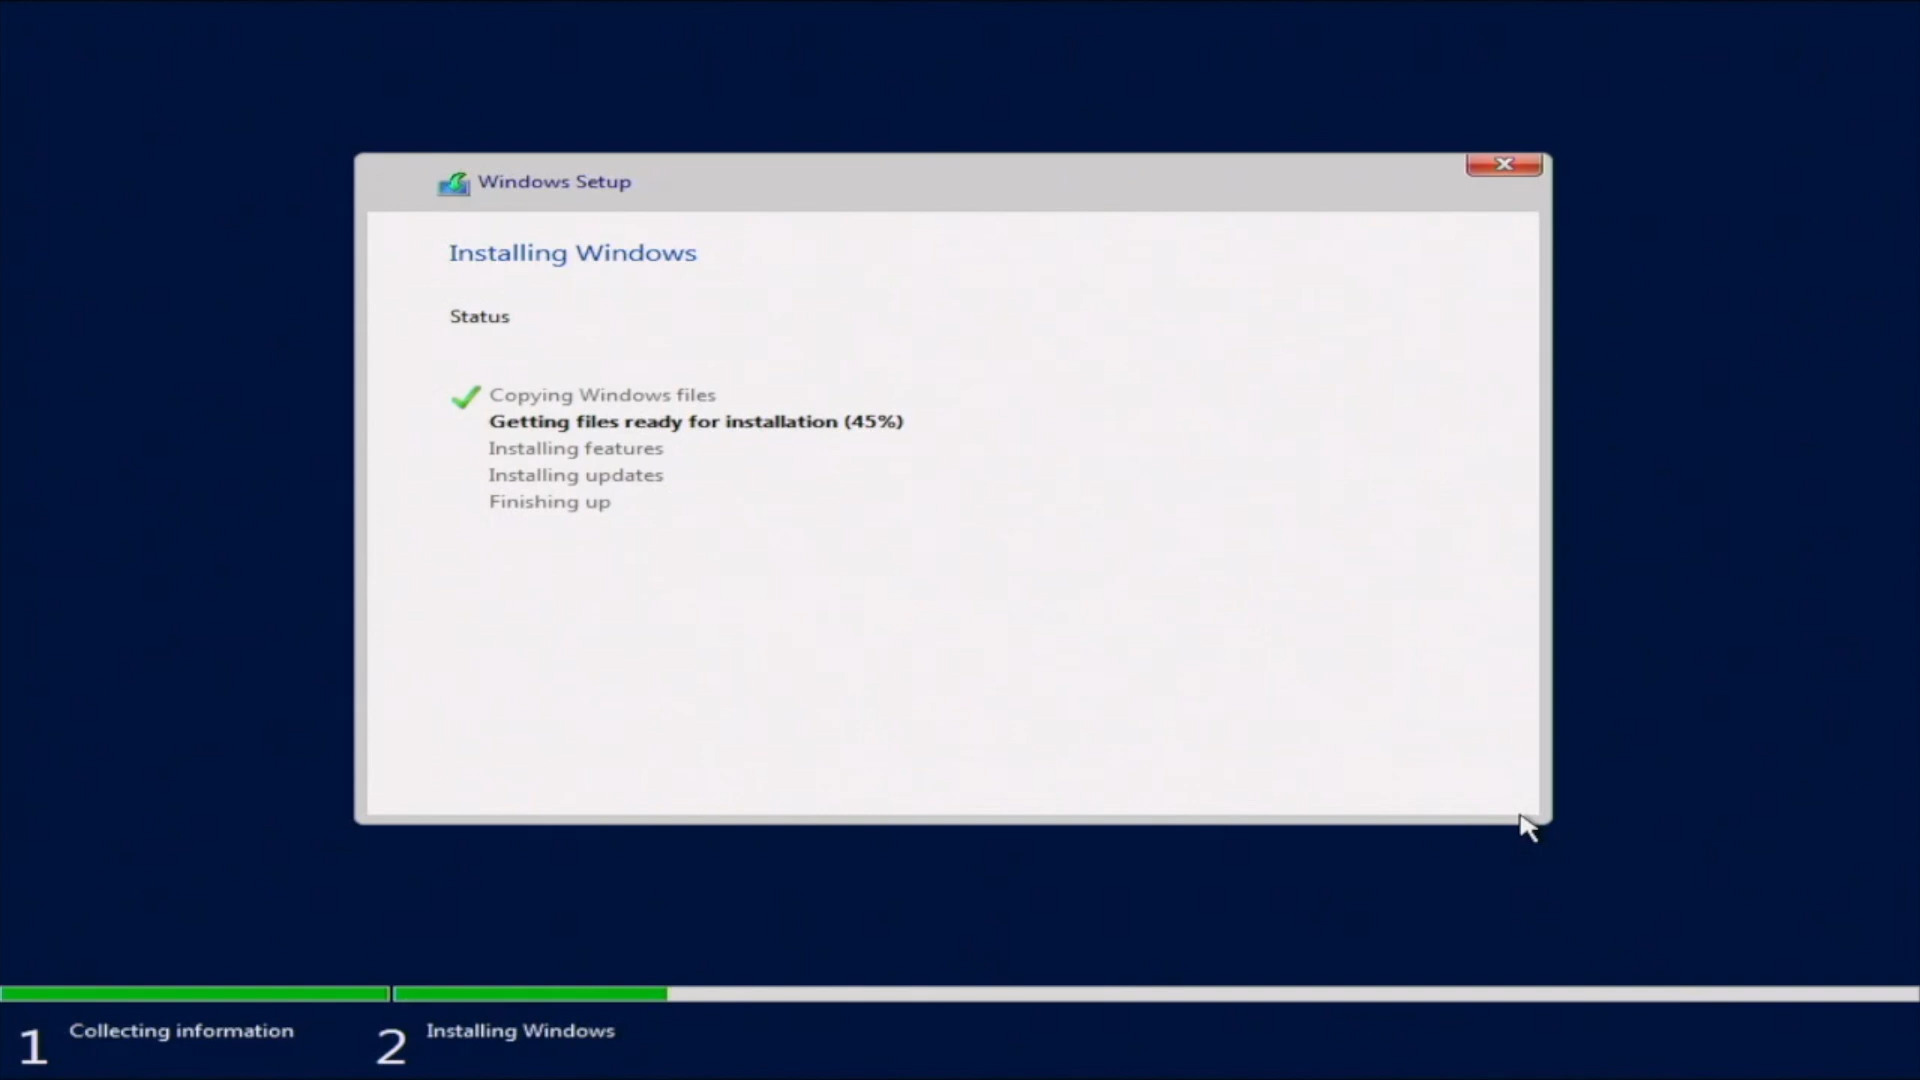 Windows Setup
Installing Windows
Status
Copying Windows files
Getting files ready for installation (45%)
Installing features
Installing updates
Finishing up
1 Collecting information
2 Installing Windows